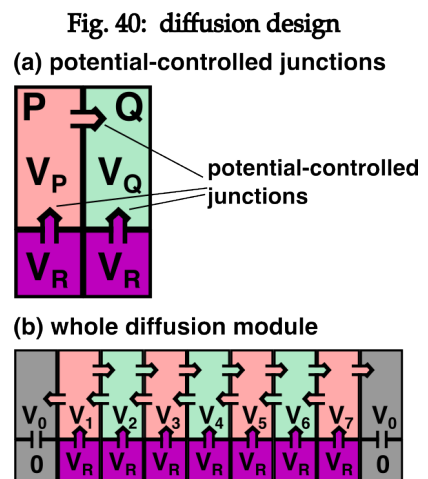 Fig. 40: diffusion design
(a) potential-controlled junctions
P Q
V_P V_Q
potential-controlled
junctions
V_R V_R
(b) whole diffusion module
V_0 V_1 V_2 V_3 V_4 V_5 V_6 V_7 V_0
0 V_R V_R V_R V_R V_R V_R V_R 0